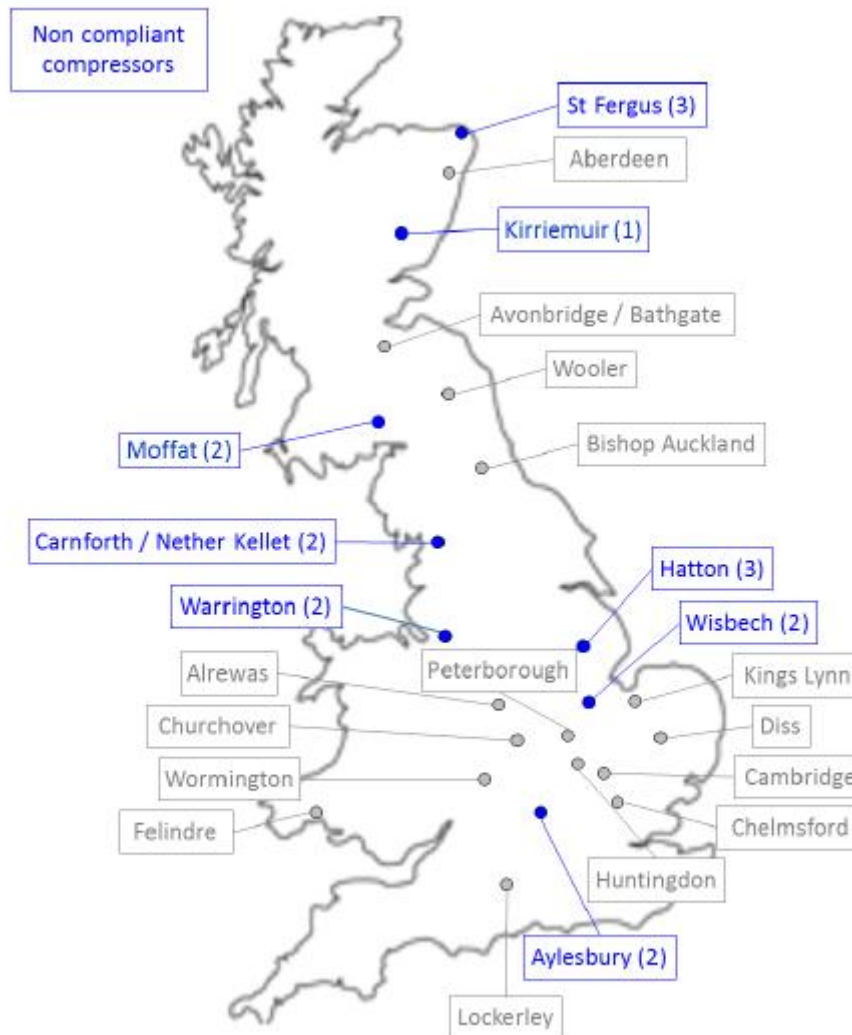 Non compliant
compressors
St Fergus (3)
Aberdeen
Kirriemuir (1)
Avonbridge / Bathgate
Wooler
Moffat (2)
Bishop Auckland
Carnforth / Nether Kellet (2)
Hatton (3)
Warrington (2)
Wisbech (2)
Peterborough
Alrewas
Kings Lynn
Churchover
Diss
Wormington
Cambridge
Felindre
Chelmsford
Huntingdon
Aylesbury (2)
Lockerley